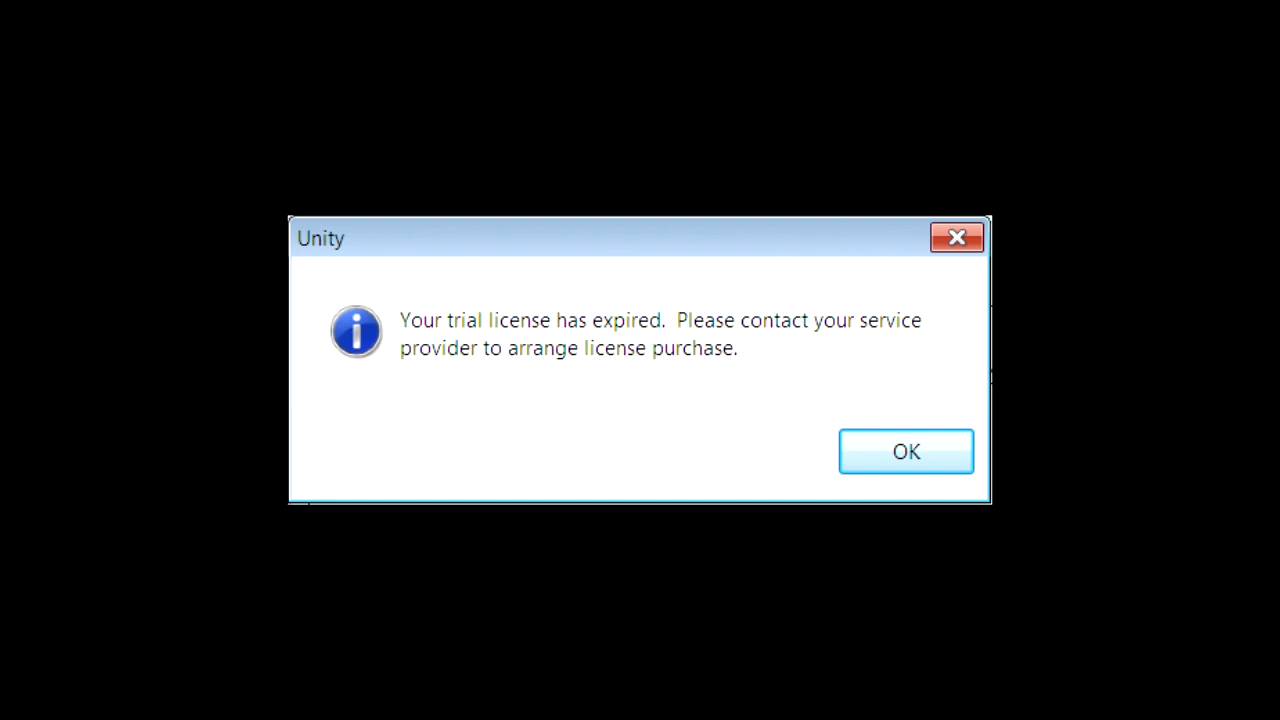 Unity
Your trial license has expired.  Please contact your service
provider to arrange license purchase.
OK